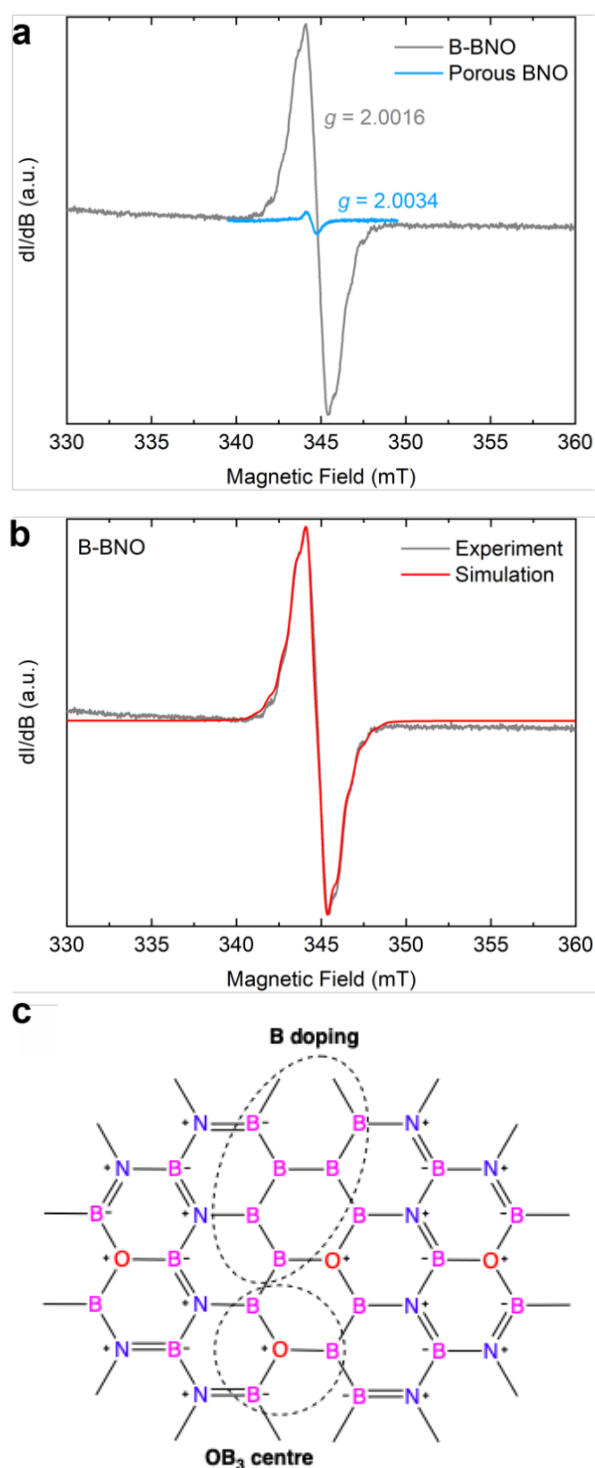 a
B-BNO
Porous BNO
g = 2.0016
g = 2.0034
dI/dB (a.u.)
330 335 340 345 350 355 360
Magnetic Field (mT)
b
B-BNO
Experiment
Simulation
dI/dB (a.u.)
330 335 340 345 350 355 360
Magnetic Field (mT)
c
B doping
+ N B - B N +
+ N B - B B - B N +
- B + N B B N + - B
+ O B - B O + - B O +
B + N B B N + - B
+ N B - + O B - B N +
+ N B - - B N +
OB₃ centre